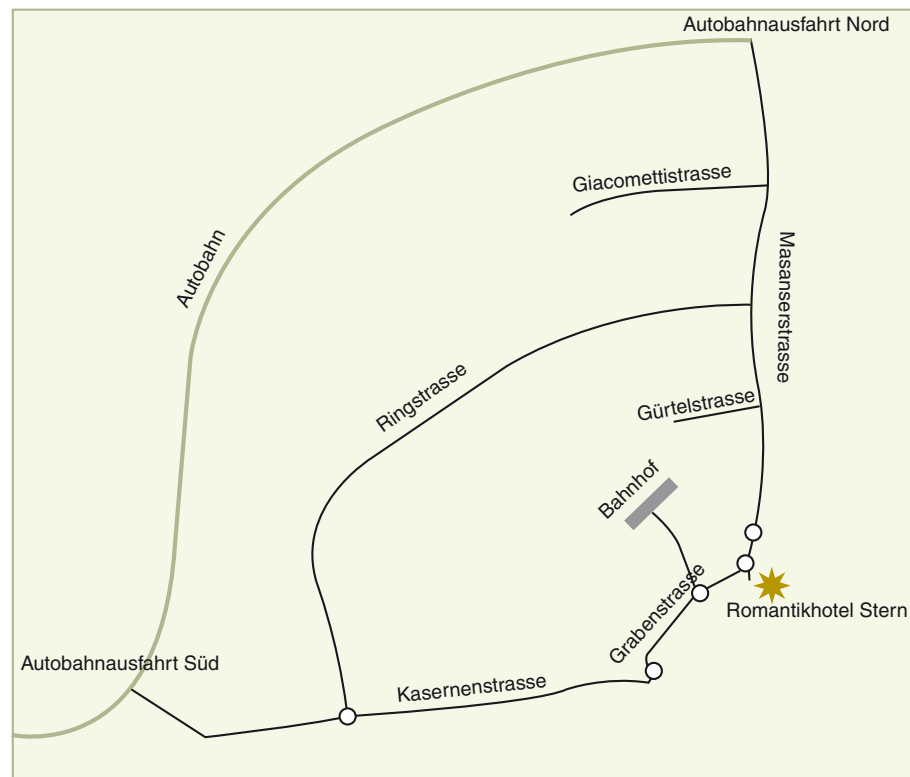 Autobahnausfahrt Nord
Giacomettistrasse
Autobahn
Masanserstrasse
Ringstrasse
Gürtelstrasse
Bahnhof
Grabenstrasse
Romantikhotel Stern
Autobahnausfahrt Süd
Kasernenstrasse